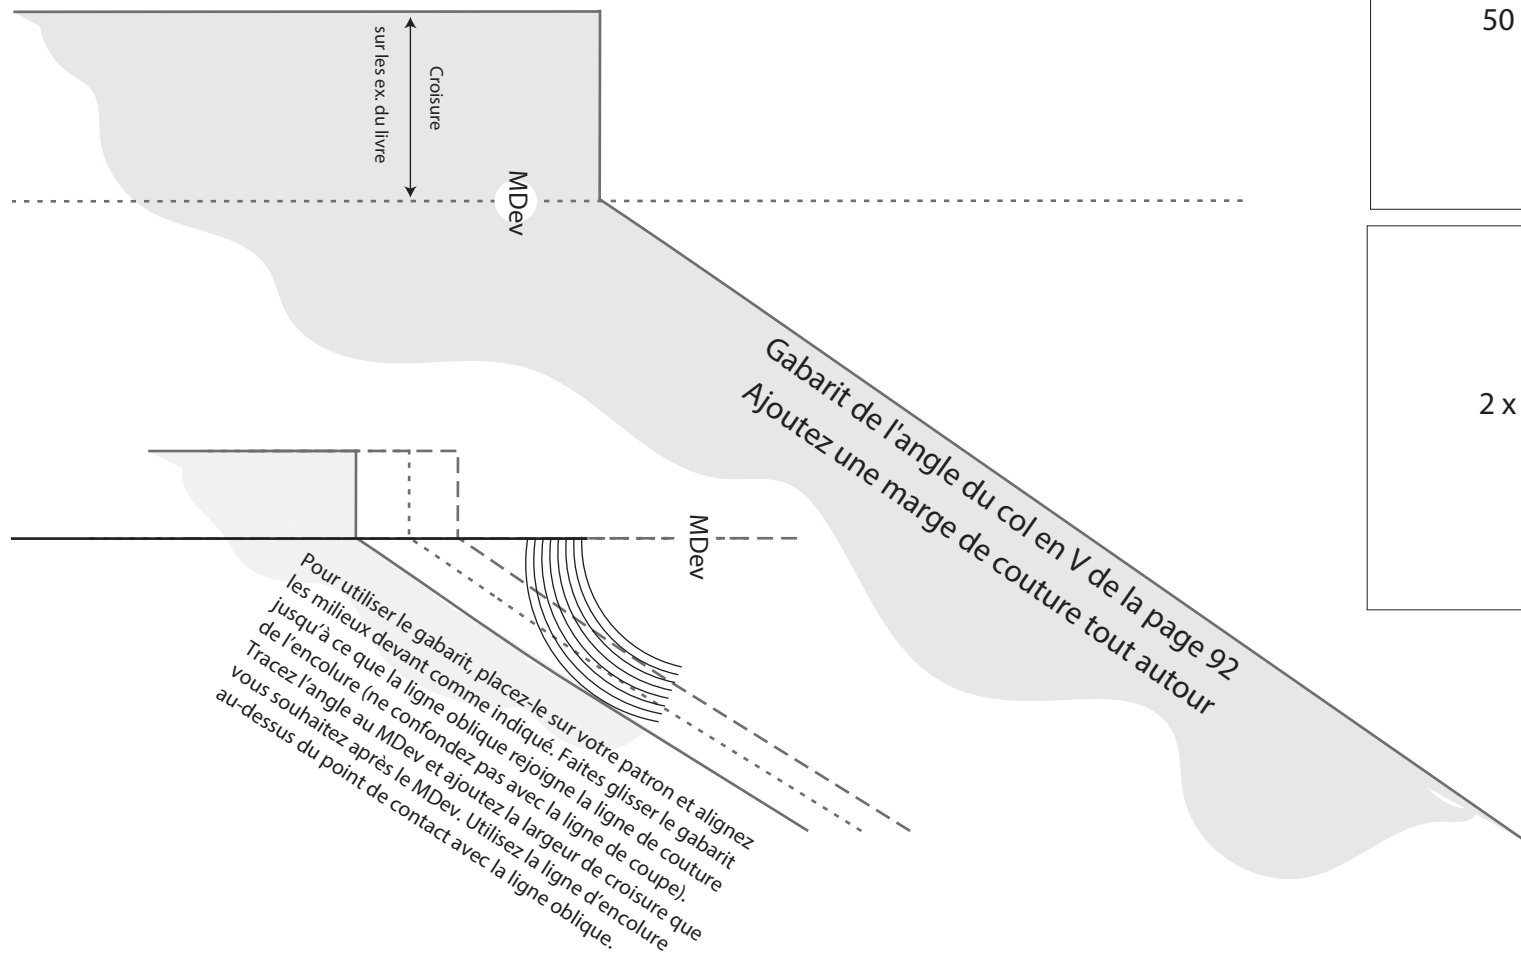 Croisure
sur les ex. du livre
MDev
50
2 x
Gabarit de l'angle du col en V de la page 92
Ajoutez une marge de couture tout autour
MDev
Pour utiliser le gabarit, placez-le sur votre patron et alignez
les milieux devant comme indiqué. Faites glisser le gabarit
jusqu'à ce que la ligne oblique rejoigne la ligne de couture
de l'encolure (ne confondez pas avec la ligne de coupe).
Tracez l'angle au MDev et ajoutez la largeur de croisure que
vous souhaitez après le MDev. Utilisez la ligne d'encolure
au-dessus du point de contact avec la ligne oblique.